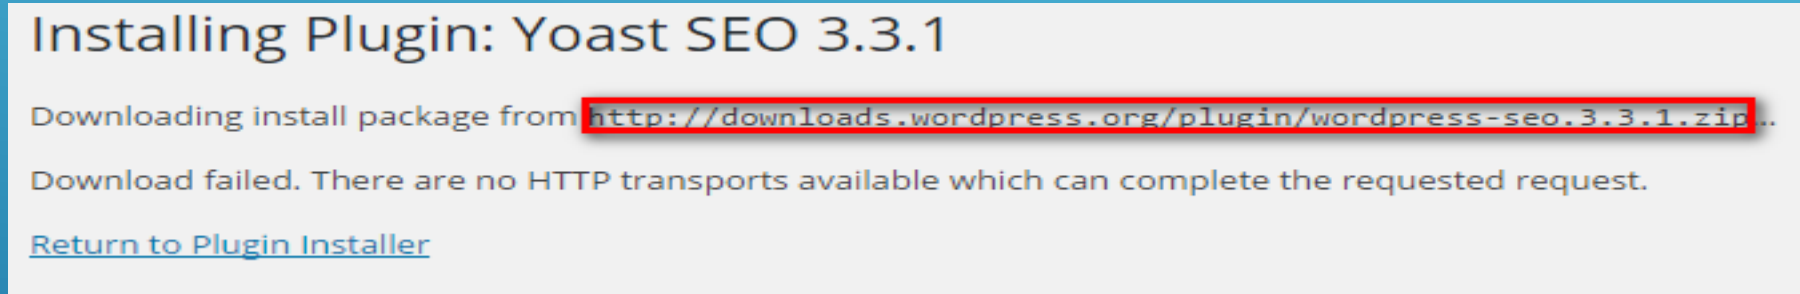 Installing Plugin: Yoast SEO 3.3.1
Downloading install package from http://downloads.wordpress.org/plugin/wordpress-seo.3.3.1.zip...
Download failed. There are no HTTP transports available which can complete the requested request.
Return to Plugin Installer